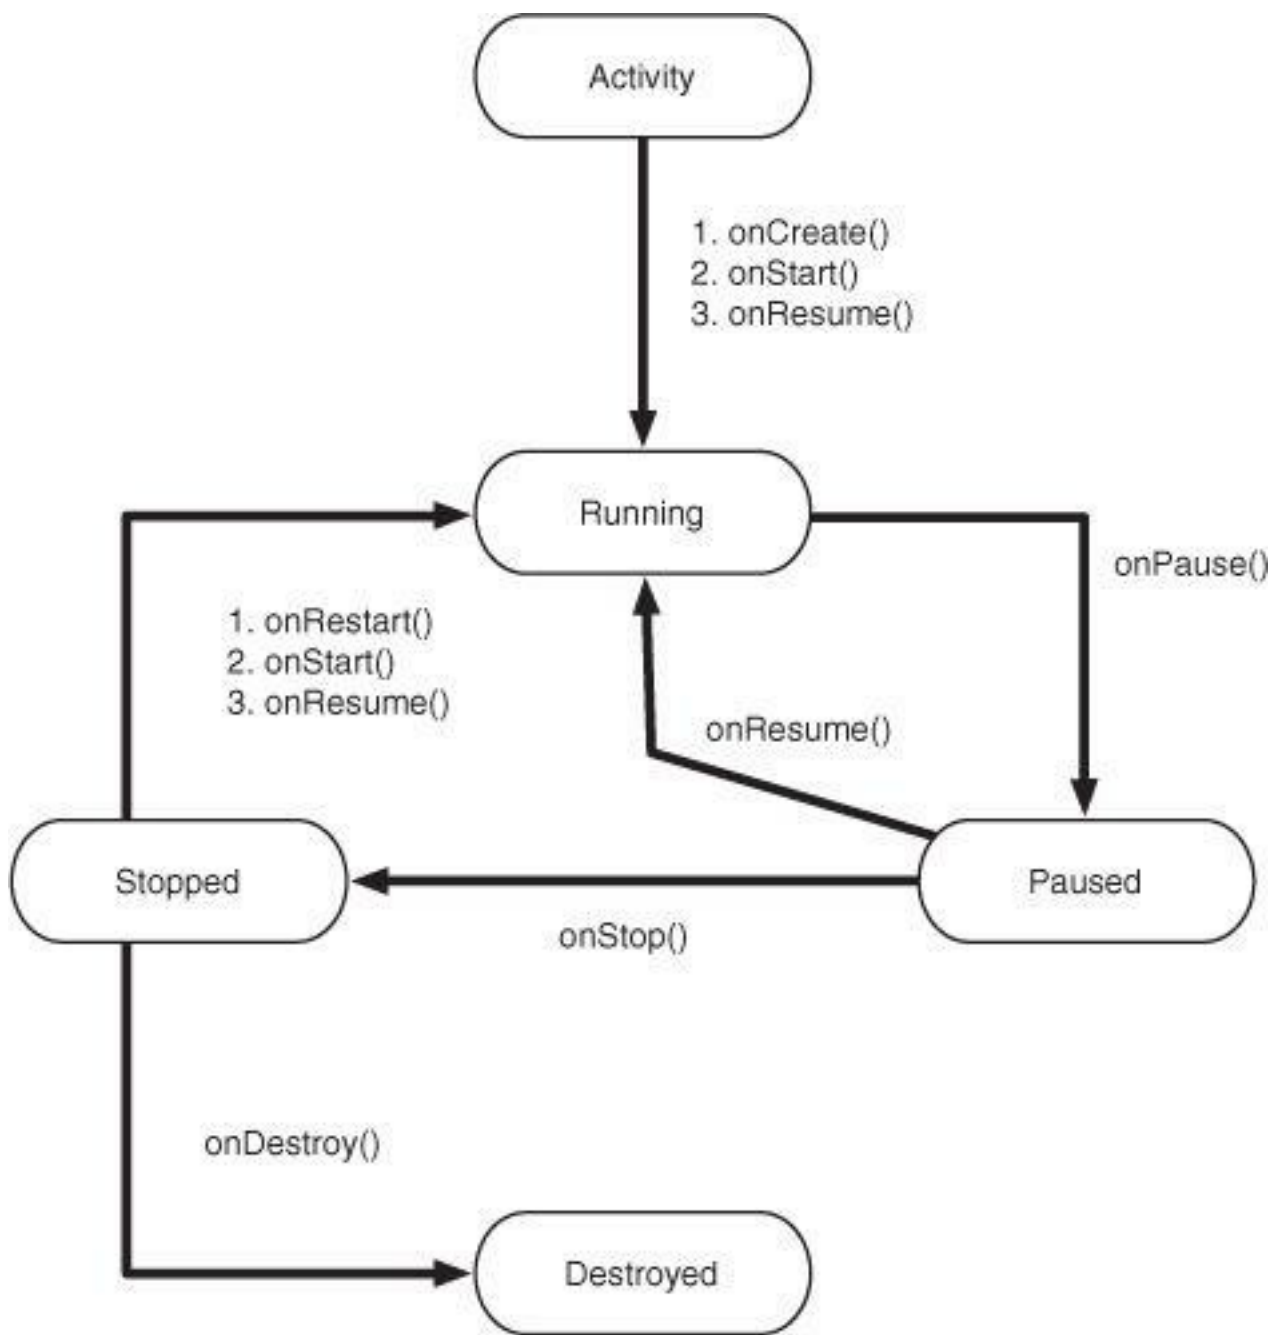 Activity
1. onCreate()
2. onStart()
3. onResume()
Running
onPause()
1. onRestart()
2. onStart()
3. onResume()
onResume()
Stopped
Paused
onStop()
onDestroy()
Destroyed